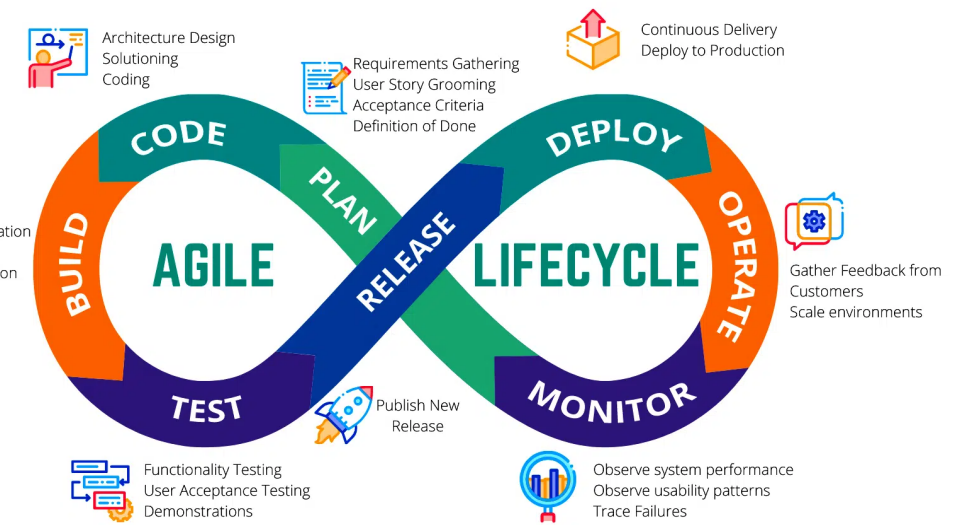 Architecture Design
Solutioning
Coding
Requirements Gathering
User Story Grooming
Acceptance Criteria
Definition of Done
Continuous Delivery
Deploy to Production
CODE
PLAN
DEPLOY
BUILD
AGILE
RELEASE
LIFECYCLE
OPERATE
ation
on
Gather Feedback from
Customers
Scale environments
TEST
MONITOR
Publish New
Release
Functionality Testing
User Acceptance Testing
Demonstrations
Observe system performance
Observe usability patterns
Trace Failures